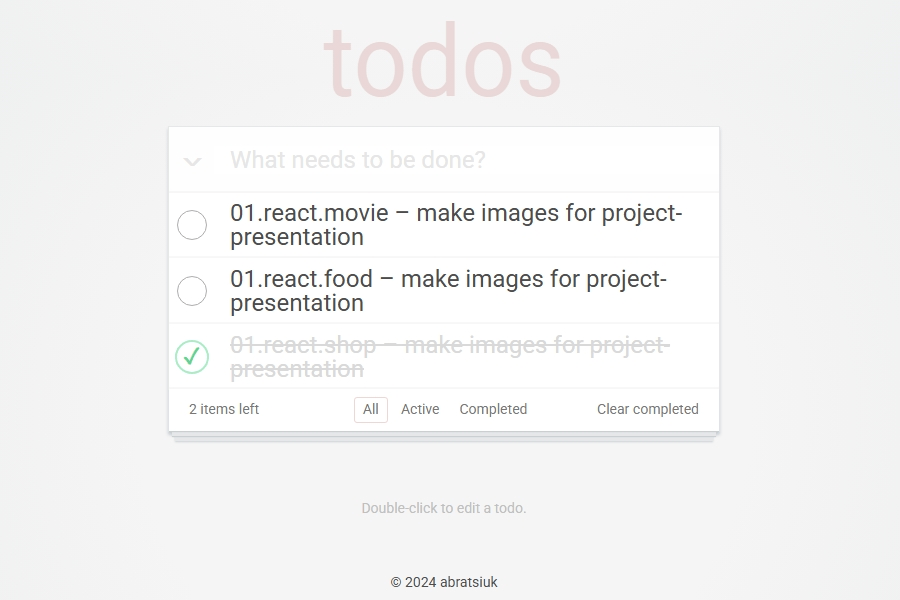 todos
What needs to be done?
01.react.movie – make images for project-
presentation
01.react.food – make images for project-
presentation
01.react.shop – make images for project-
presentation
2 items left All Active Completed Clear completed
Double-click to edit a todo.
© 2024 abratsiuk